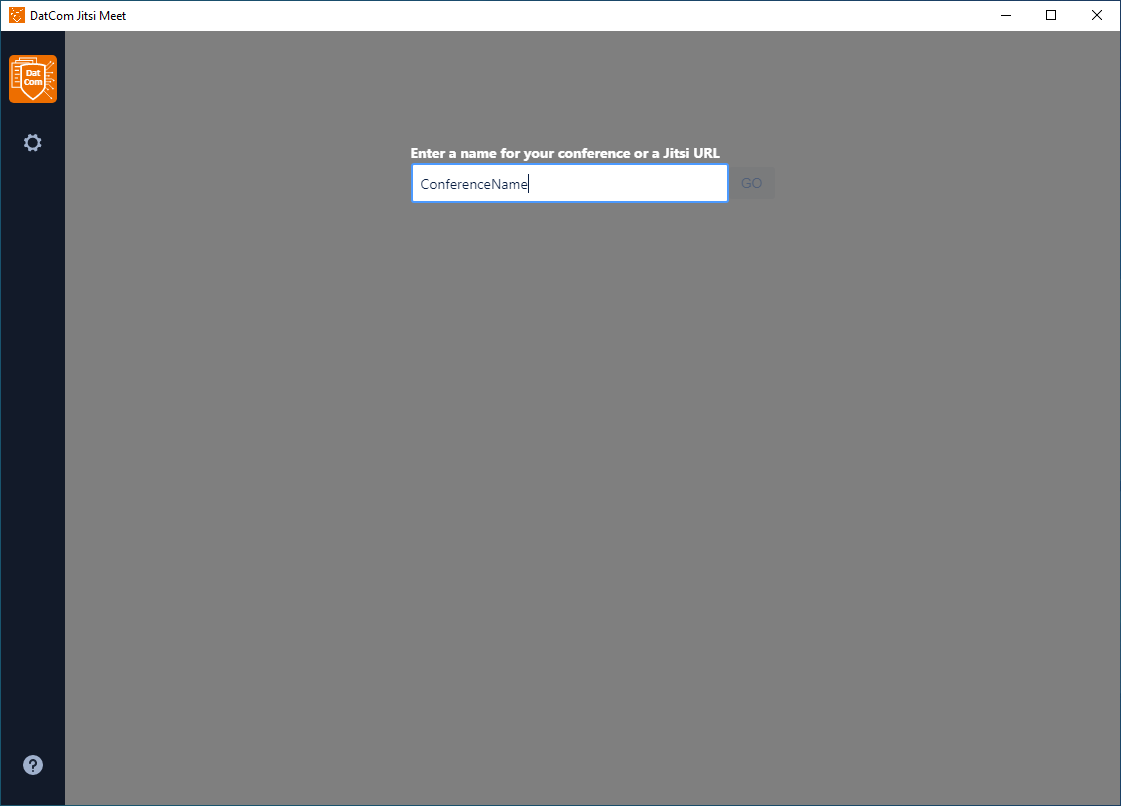 DatCom Jitsi Meet
Dat
Com
Enter a name for your conference or a Jitsi URL
ConferenceName
GO
?